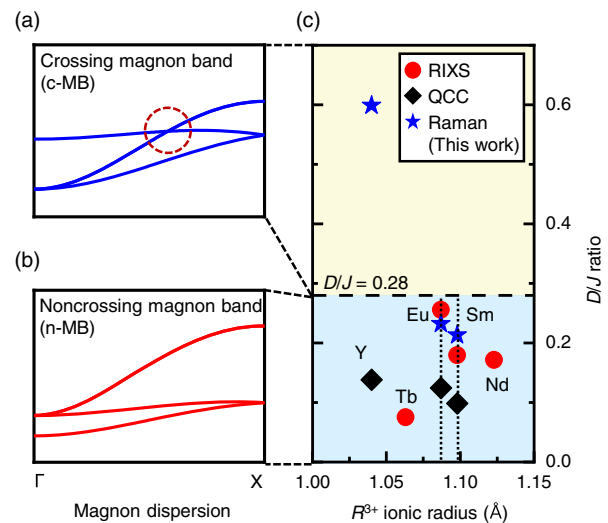 (a)
Crossing magnon band
(c-MB)
(b)
Noncrossing magnon band
(n-MB)
Γ
X
Magnon dispersion
(c)
RIXS
QCC
Raman
(This work)
D/J = 0.28
Eu
Sm
Y
Tb
Nd
0.6
0.4
0.2
0.0
D/J ratio
1.00
1.05
1.10
1.15
R³⁺ ionic radius (Å)